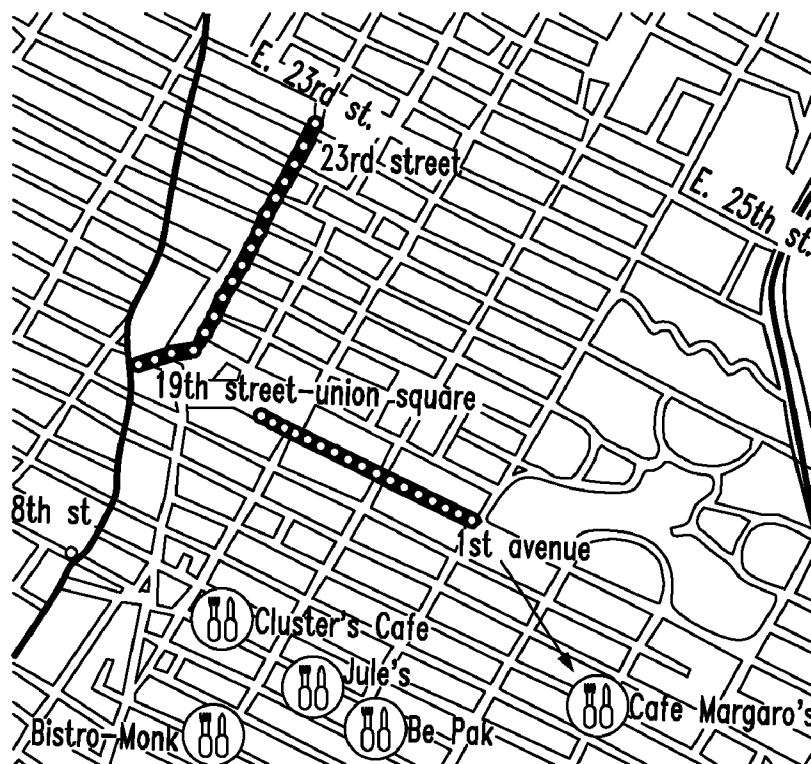 E. 23rd st.
23rd street
E. 25th st.
19th street-union square
8th st
1st avenue
Cluster's Cafe
Jyle's
Cafe Margaro's
Bistro-Monk
Be Pak